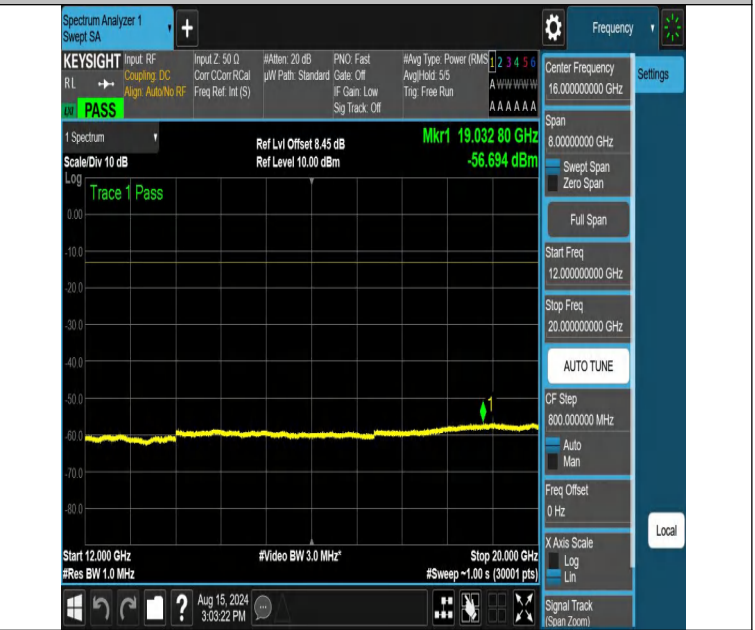 Spectrum Analyzer 1
Swept SA
+
Frequency
KEYSIGHT
RL
PASS
Input: RF
Coupling: DC
Align: Auto/No RF
Input Z: 50 Ω
Corr CCorr RCal
Freq Ref: Int (S)
#Atten: 20 dB
µW Path: Standard
PNO: Fast
Gate: Off
IF Gain: Low
Sig Track: Off
#Avg Type: Power (RMS)
Avg|Hold: 5/5
Trig: Free Run
1 2 3 4 5 6
A W W W W W
A A A A A A
1 Spectrum
Scale/Div 10 dB
Ref Lvl Offset 8.45 dB
Ref Level 10.00 dBm
Mkr1 19.032 80 GHz
-56.694 dBm
Log
Trace 1 Pass
0.00
-10.0
-20.0
-30.0
-40.0
-50.0
-60.0
-70.0
-80.0
1
Start 12.000 GHz
#Res BW 1.0 MHz
#Video BW 3.0 MHz*
Stop 20.000 GHz
#Sweep ~1.00 s (30001 pts)
Center Frequency
16.000000000 GHz
Span
8.00000000 GHz
Swept Span
Zero Span
Full Span
Start Freq
12.000000000 GHz
Stop Freq
20.000000000 GHz
AUTO TUNE
CF Step
800.000000 MHz
Auto
Man
Freq Offset
0 Hz
X Axis Scale
Log
Lin
Signal Track
(Span Zoom)
Settings
Local
?
Aug 15, 2024
3:03:22 PM